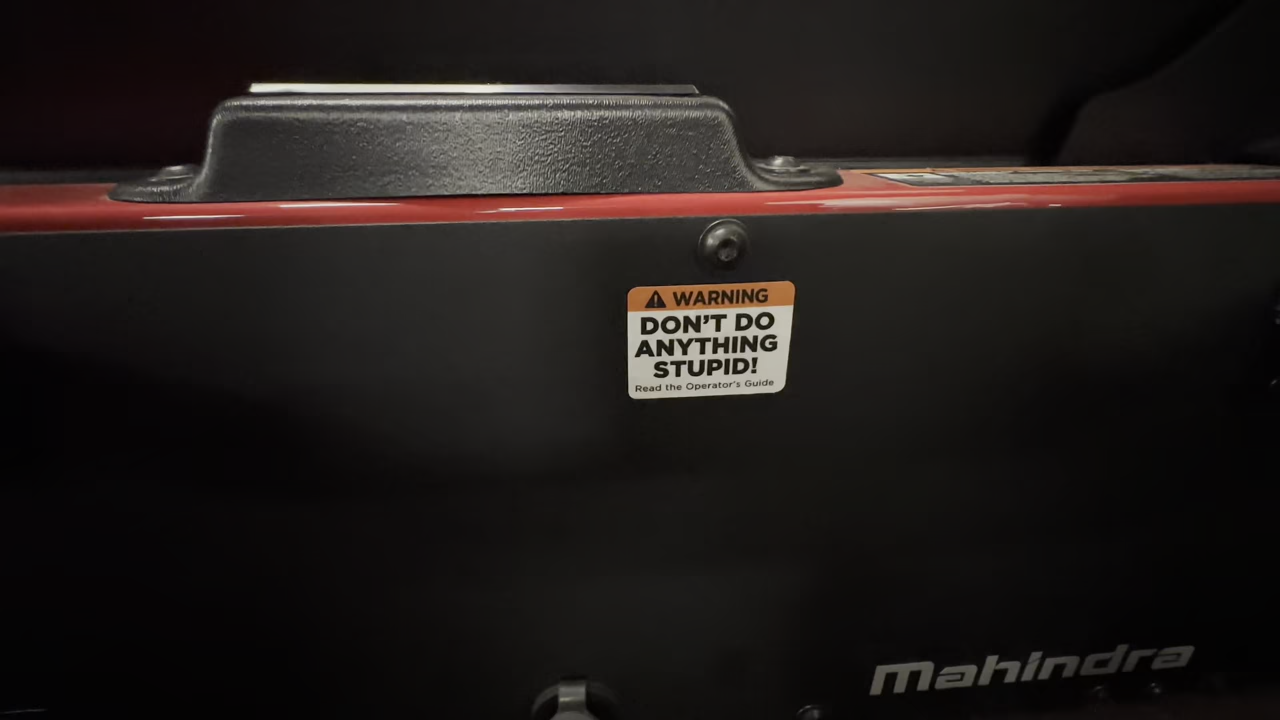 WARNING
DON'T DO
ANYTHING
STUPID!
Read the Operator's Guide
Mahindra